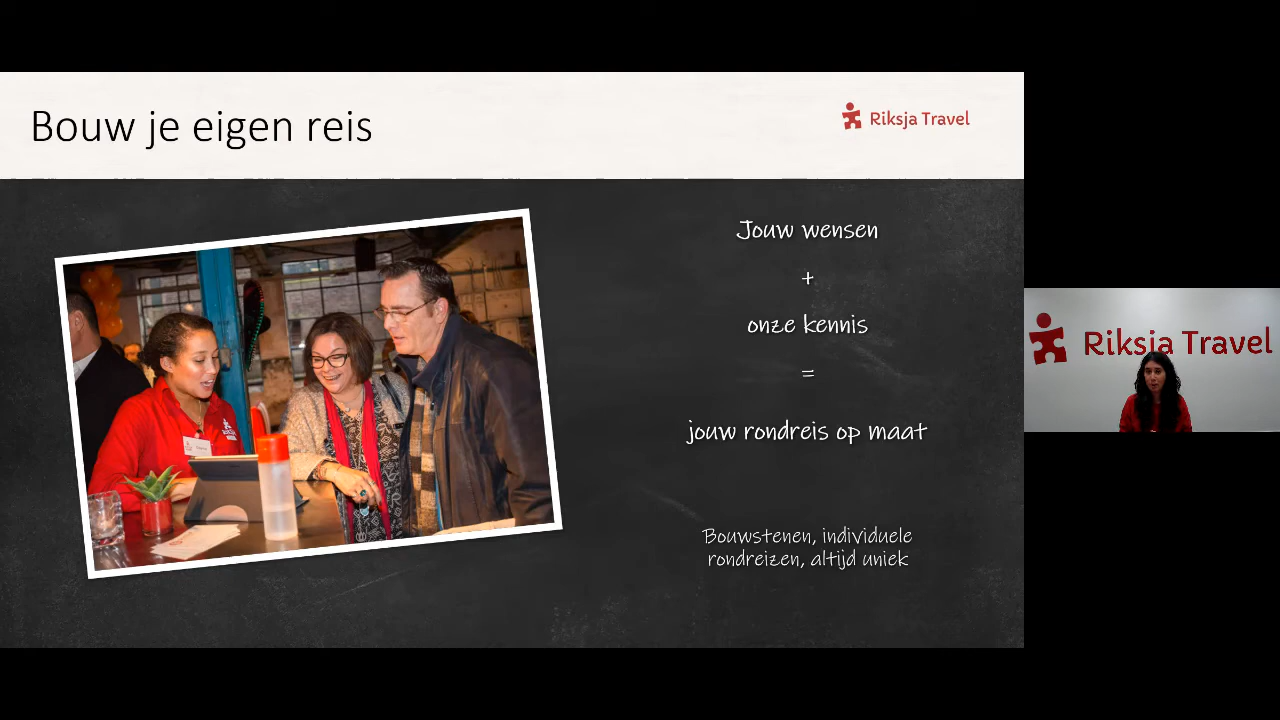 Bouw je eigen reis
Riksja Travel
Jouw wensen
+
onze kennis
=
jouw rondreis op maat
Bouwstenen, individuele
rondreizen, altijd uniek
Riksja Travel